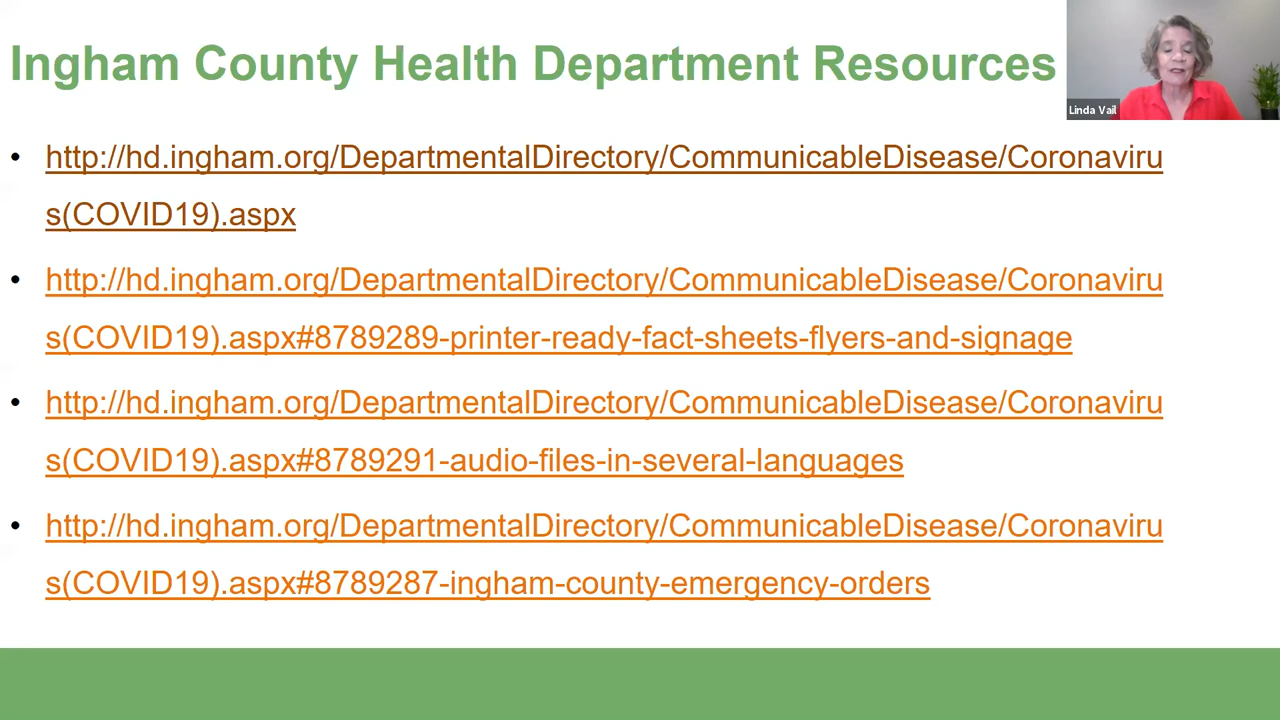 Ingham County Health Department Resources
Linda Vail
• http://hd.ingham.org/DepartmentalDirectory/CommunicableDisease/Coronaviru
s(COVID19).aspx
• http://hd.ingham.org/DepartmentalDirectory/CommunicableDisease/Coronaviru
s(COVID19).aspx#8789289-printer-ready-fact-sheets-flyers-and-signage
• http://hd.ingham.org/DepartmentalDirectory/CommunicableDisease/Coronaviru
s(COVID19).aspx#8789291-audio-files-in-several-languages
• http://hd.ingham.org/DepartmentalDirectory/CommunicableDisease/Coronaviru
s(COVID19).aspx#8789287-ingham-county-emergency-orders